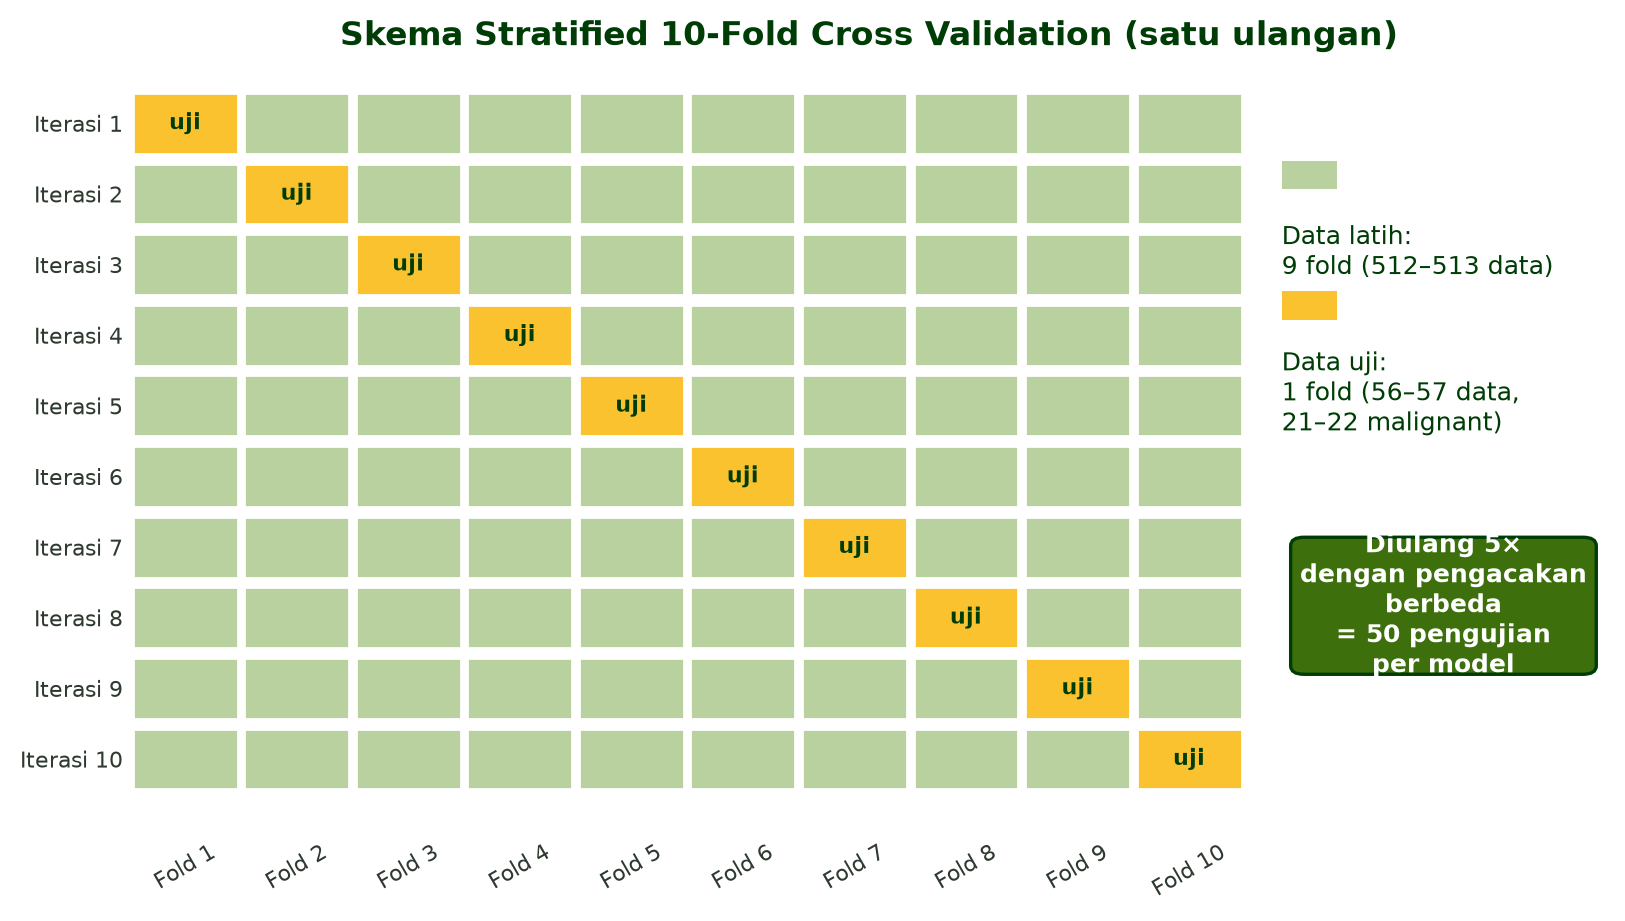 Skema Stratified 10-Fold Cross Validation (satu ulangan)
Iterasi 1
uji
Iterasi 2
uji
Iterasi 3
uji
Iterasi 4
uji
Iterasi 5
uji
Iterasi 6
uji
Iterasi 7
uji
Iterasi 8
uji
Iterasi 9
uji
Iterasi 10
uji
Fold 1
Fold 2
Fold 3
Fold 4
Fold 5
Fold 6
Fold 7
Fold 8
Fold 9
Fold 10
Data latih:
9 fold (512–513 data)
Data uji:
1 fold (56–57 data,
21–22 malignant)
Diulang 5×
dengan pengacakan
berbeda
= 50 pengujian
per model